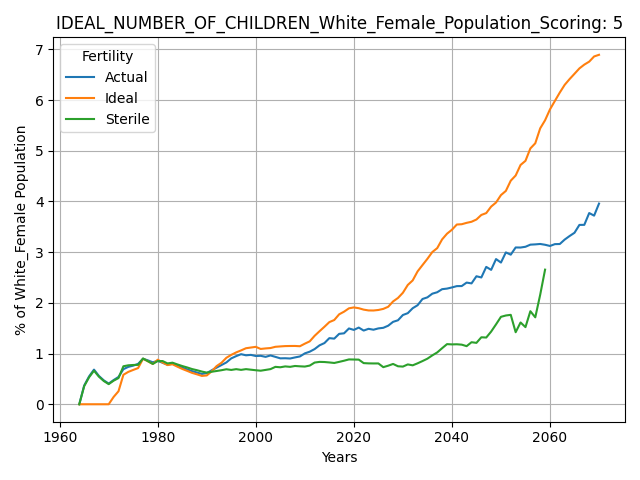 IDEAL_NUMBER_OF_CHILDREN_White_Female_Population_Scoring: 5
Fertility
Actual
Ideal
Sterile
% of White_Female Population
7
6
5
4
3
2
1
0
1960 1980 2000 2020 2040 2060
Years